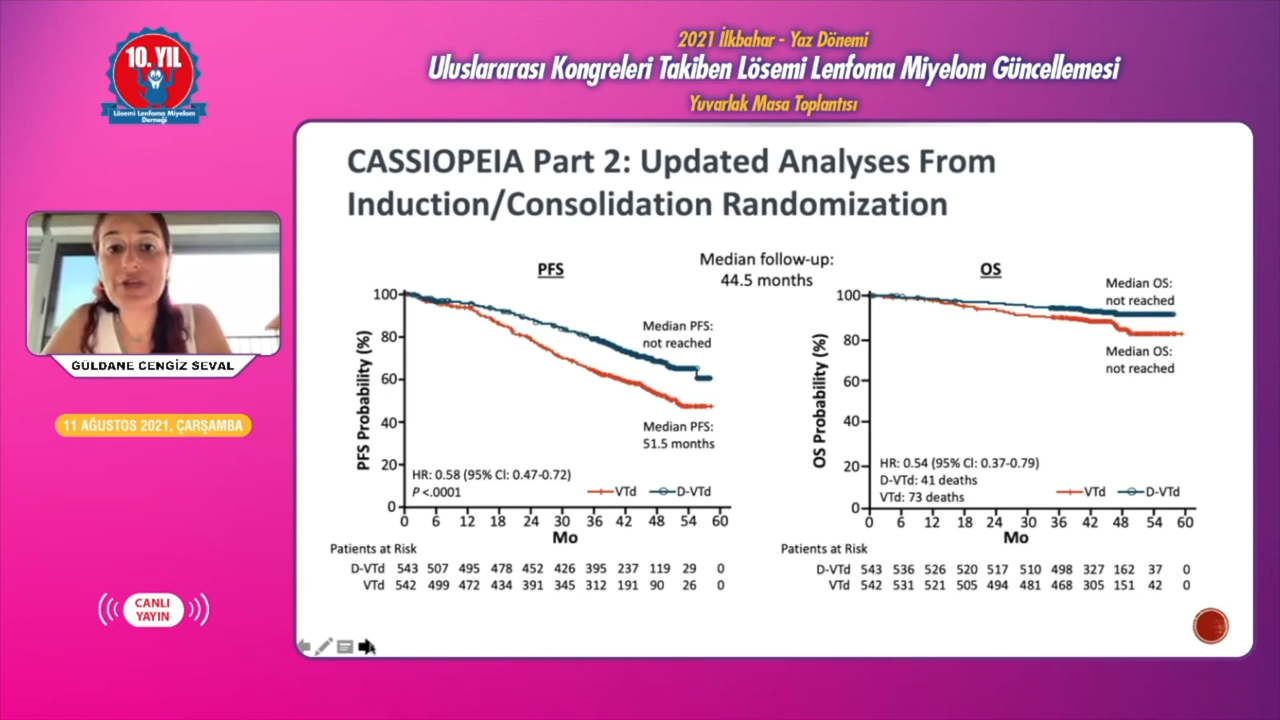 2021 İlkbahar - Yaz Dönemi
Uluslararası Kongreleri Takiben Lösemi Lenfoma Miyelom Güncellemesi
Yuvarlak Masa Toplantısı
10. YIL
Lösemi Lenfoma Miyelom
Derneği
GÜLDANE CENGİZ SEVAL
11 AĞUSTOS 2021, ÇARŞAMBA
CANLI
YAYIN
CASSIOPEIA Part 2: Updated Analyses From
Induction/Consolidation Randomization
Median follow-up:
44.5 months
PFS
PFS Probability (%)
100
80
60
40
20
0
Median PFS:
not reached
Median PFS:
51.5 months
HR: 0.58 (95% CI: 0.47-0.72)
P <.0001
VTd D-VTd
0 6 12 18 24 30 36 42 48 54 60
Mo
Patients at Risk
D-VTd 543 507 495 478 452 426 395 237 119 29 0
VTd 542 499 472 434 391 345 312 191 90 26 0
OS
OS Probability (%)
100
80
60
40
20
0
Median OS:
not reached
Median OS:
not reached
HR: 0.54 (95% CI: 0.37-0.79)
D-VTd: 41 deaths
VTd: 73 deaths
VTd D-VTd
0 6 12 18 24 30 36 42 48 54 60
Mo
Patients at Risk
D-VTd 543 536 526 520 517 510 498 327 162 37 0
VTd 542 531 521 505 494 481 468 305 151 42 0